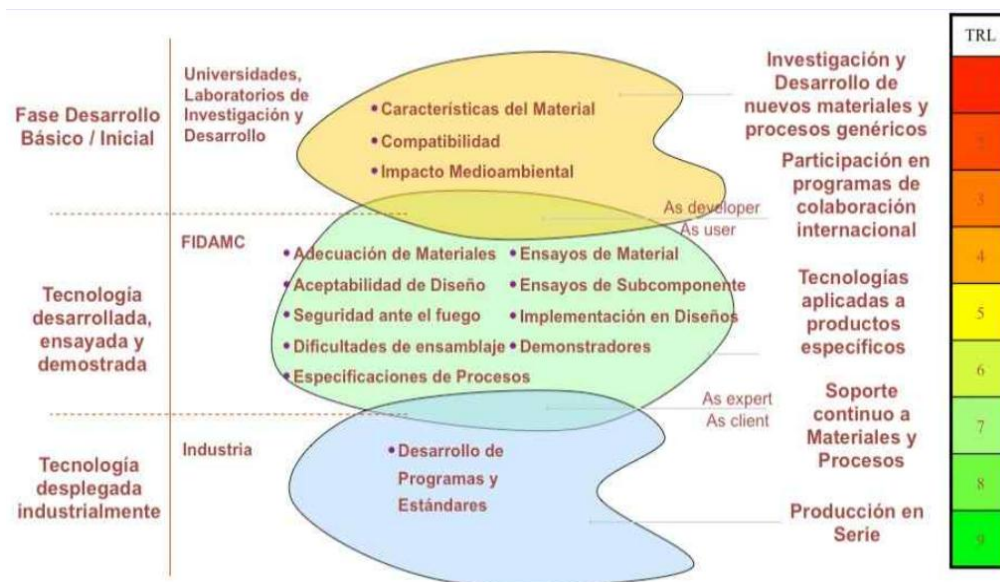 Fase Desarrollo
Básico / Inicial
Tecnología
desarrollada,
ensayada y
demostrada
Tecnología
desplegada
industrialmente
Universidades,
Laboratorios de
Investigación y
Desarrollo
FIDAMC
Industria
• Características del Material
• Compatibilidad
• Impacto Medioambiental
As developer
As user
• Adecuación de Materiales
• Aceptabilidad de Diseño
• Seguridad ante el fuego
• Dificultades de ensamblaje
• Especificaciones de Procesos
• Ensayos de Material
• Ensayos de Subcomponente
• Implementación en Diseños
• Demonstradores
As expert
As client
• Desarrollo de
Programas y
Estándares
Investigación y
Desarrollo de
nuevos materiales y
procesos genéricos
Participación en
programas de
colaboración
internacional
Tecnologías
aplicadas a
productos
específicos
Soporte
continuo a
Materiales y
Procesos
Producción en
Serie
TRL
2
3
4
5
6
7
8
9